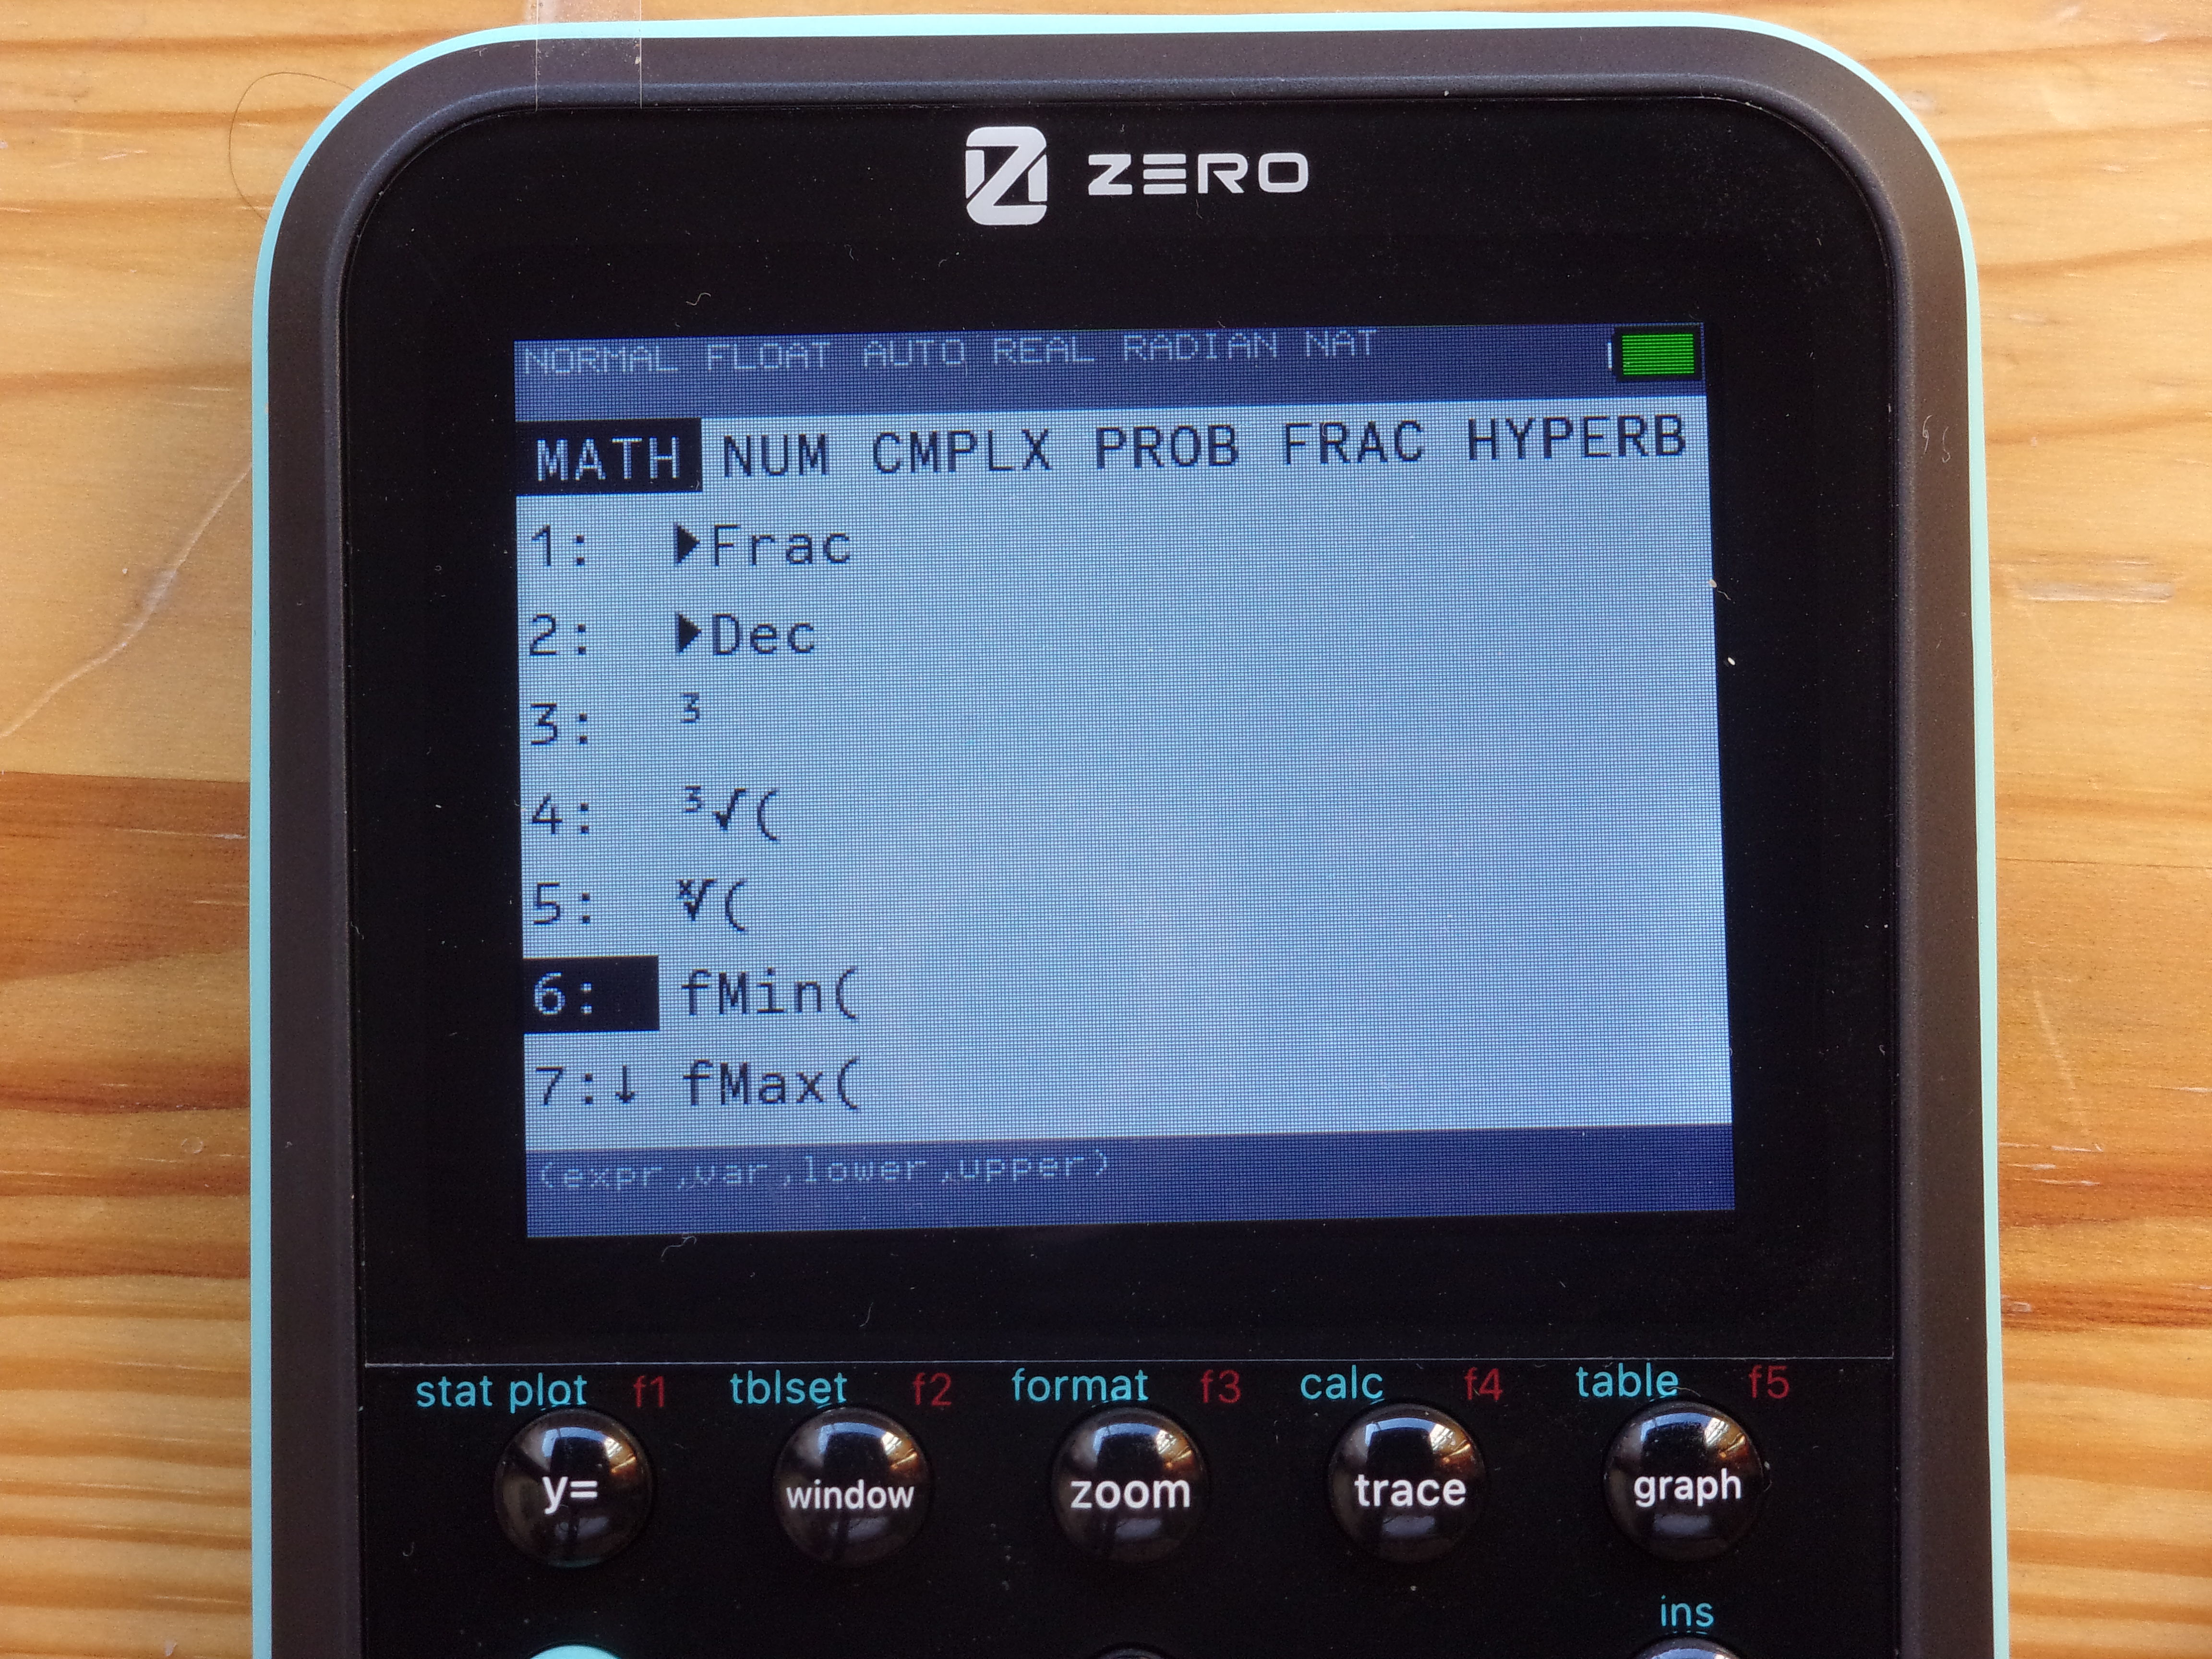 ZERO
NORMAL FLOAT AUTO REAL RADIAN NAT
MATH NUM CMPLX PROB FRAC HYPERB
1: ▶Frac
2: ▶Dec
3: ³
4: ³√(
5: ˣ√(
6: fMin(
7:↓ fMax(
(expr,var,lower,upper)
stat plot f1 tblset f2 format f3 calc f4 table f5
y= window zoom trace graph
ins